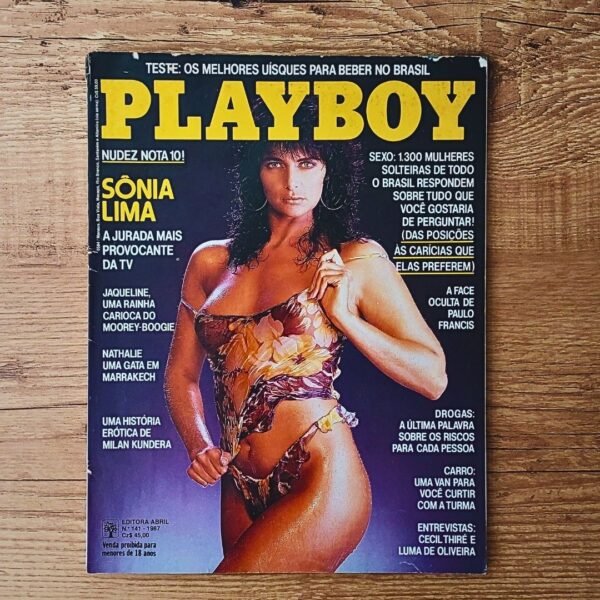 TESTE: OS MELHORES UÍSQUES PARA BEBER NO BRASIL
PLAYBOY
NUDEZ NOTA 10!
SÔNIA
LIMA
A JURADA MAIS
PROVOCANTE
DA TV
JAQUELINE,
UMA RAINHA
CARIOCA DO
MOOREY-BOOGIE
NATHALIE
UMA GATA EM
MARRAKECH
UMA HISTÓRIA
ERÓTICA DE
MILAN KUNDERA
EDITORA ABRIL
N.º 141 - 1987
Cz$ 45,00
Venda proibida para
menores de 18 anos
SEXO: 1.300 MULHERES
SOLTEIRAS DE TODO
O BRASIL RESPONDEM
SOBRE TUDO QUE
VOCÊ GOSTARIA
DE PERGUNTAR!
(DAS POSIÇÕES
ÀS CARÍCIAS QUE
ELAS PREFEREM)
A FACE
OCULTA DE
PAULO
FRANCIS
DROGAS:
A ÚLTIMA PALAVRA
SOBRE OS RISCOS
PARA CADA PESSOA
CARRO:
UMA VAN PARA
VOCÊ CURTIR
COM A TURMA
ENTREVISTAS:
CECIL THIRÉ E
LUMA DE OLIVEIRA